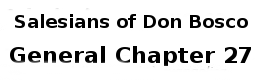 Salesians of Don Bosco
General Chapter 27